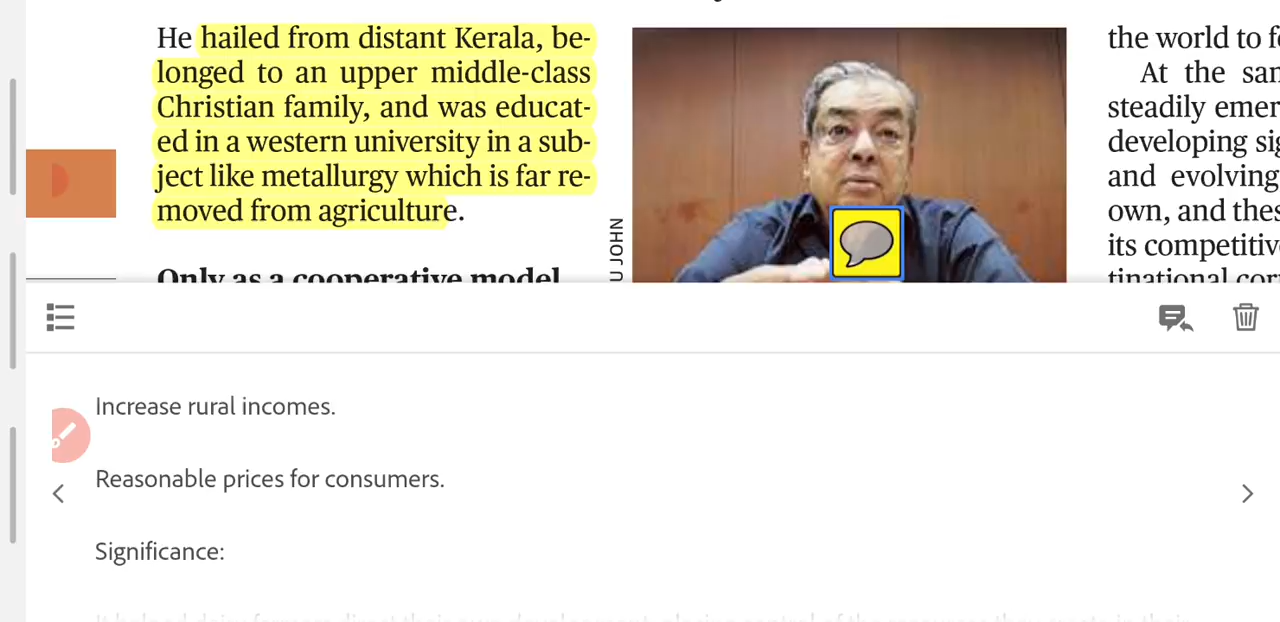 He hailed from distant Kerala, be-
longed to an upper middle-class
Christian family, and was educat-
ed in a western university in a sub-
ject like metallurgy which is far re-
moved from agriculture.
Only as a cooperative model
JOHN
the world to
At the
steadily
developing
and evolving
own, and
its
Increase rural incomes.
Reasonable prices for consumers.
Significance: